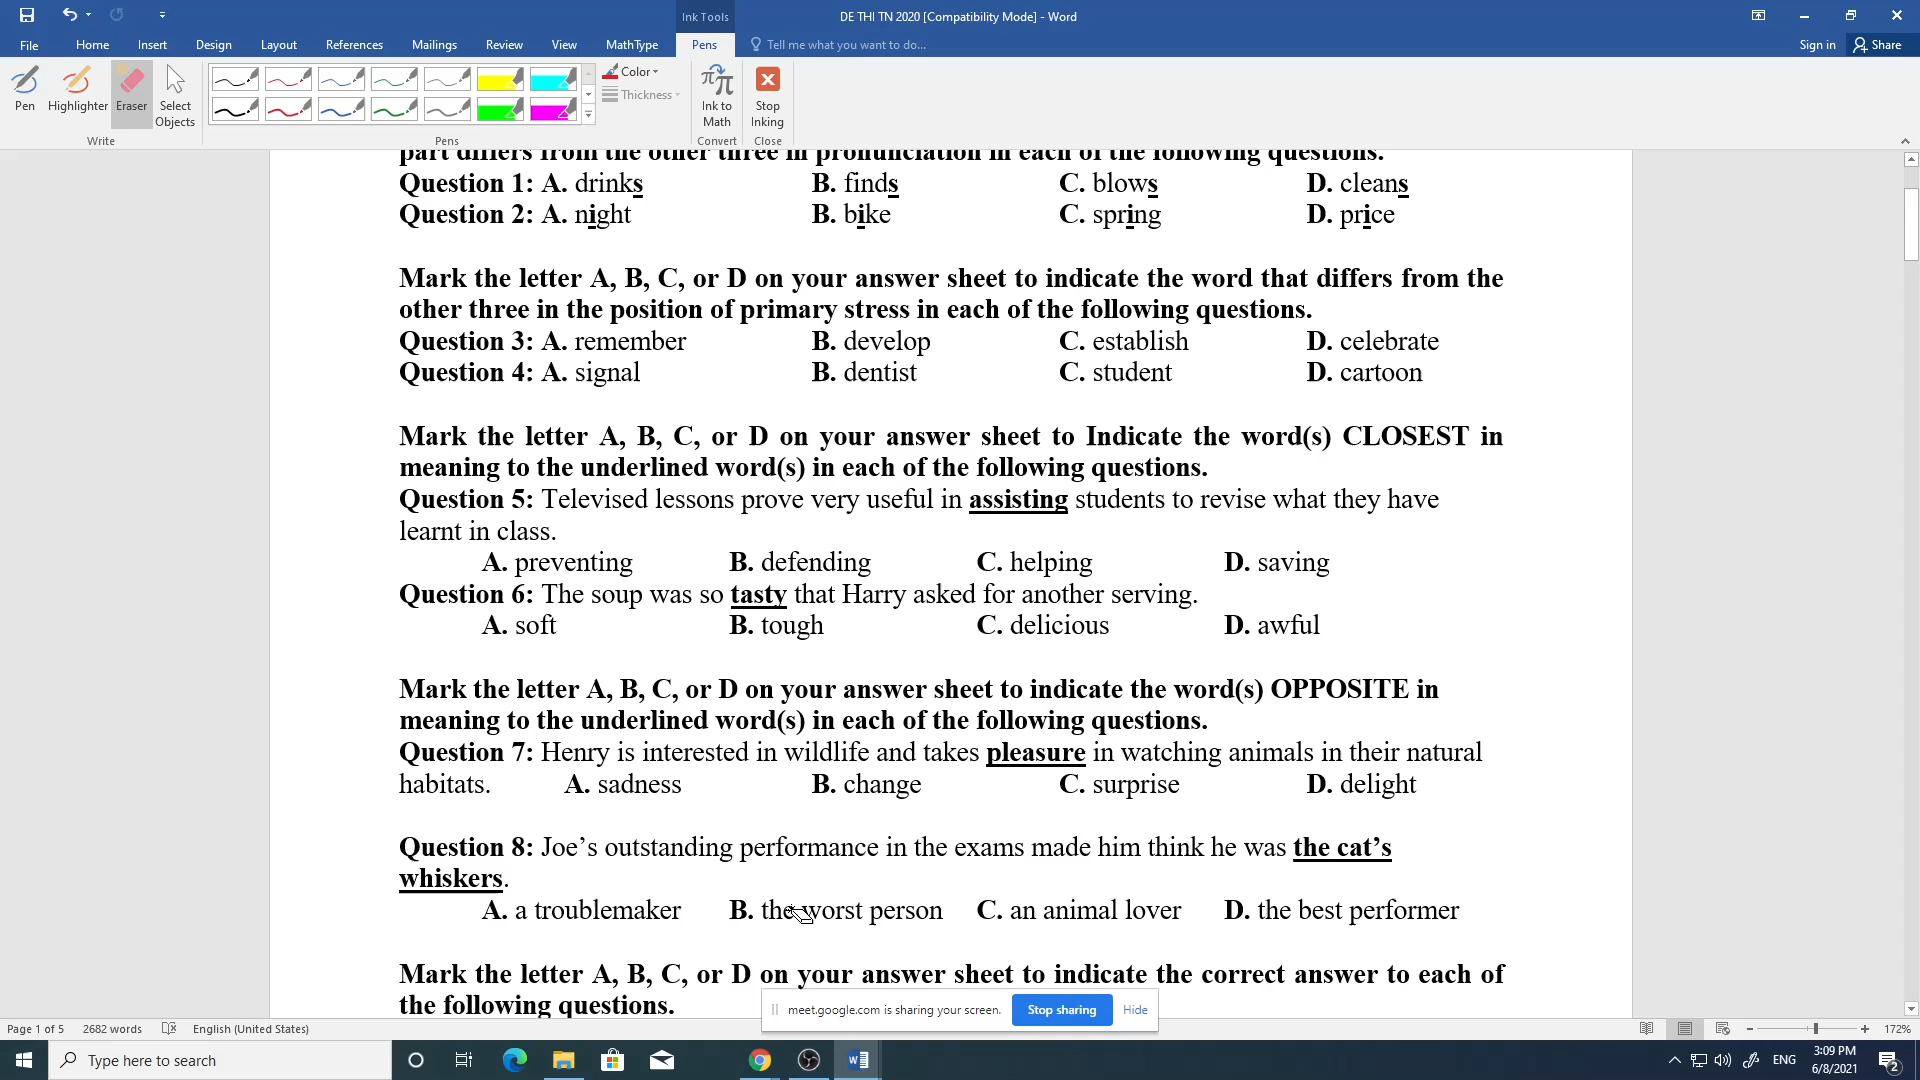 Ink Tools
DE THI TN 2020 [Compatibility Mode] - Word
File Home Insert Design Layout References Mailings Review View MathType Pens Tell me what you want to do... Sign in Share
Pen Highlighter Eraser Select Objects
Color
Thickness
Ink to Math
Stop Inking
Write Pens Convert Close
part differs from the other three in pronunciation in each of the following questions.
Question 1: A. drinks B. finds C. blows D. cleans
Question 2: A. night B. bike C. spring D. price
Mark the letter A, B, C, or D on your answer sheet to indicate the word that differs from the
other three in the position of primary stress in each of the following questions.
Question 3: A. remember B. develop C. establish D. celebrate
Question 4: A. signal B. dentist C. student D. cartoon
Mark the letter A, B, C, or D on your answer sheet to Indicate the word(s) CLOSEST in
meaning to the underlined word(s) in each of the following questions.
Question 5: Televised lessons prove very useful in assisting students to revise what they have
learnt in class.
A. preventing B. defending C. helping D. saving
Question 6: The soup was so tasty that Harry asked for another serving.
A. soft B. tough C. delicious D. awful
Mark the letter A, B, C, or D on your answer sheet to indicate the word(s) OPPOSITE in
meaning to the underlined word(s) in each of the following questions.
Question 7: Henry is interested in wildlife and takes pleasure in watching animals in their natural
habitats. A. sadness B. change C. surprise D. delight
Question 8: Joe’s outstanding performance in the exams made him think he was the cat’s
whiskers.
A. a troublemaker B. the worst person C. an animal lover D. the best performer
Mark the letter A, B, C, or D on your answer sheet to indicate the correct answer to each of
the following questions.
meet.google.com is sharing your screen. Stop sharing Hide
Page 1 of 5 2682 words English (United States) 172%
Type here to search ENG 3:09 PM
6/8/2021 2